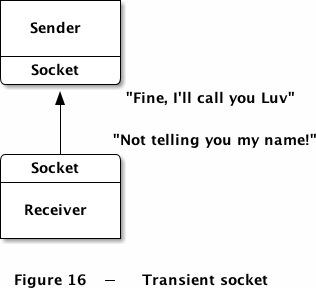 Sender
Socket
"Fine, I'll call you Luv"
"Not telling you my name!"
Socket
Receiver
Figure 16 – Transient socket